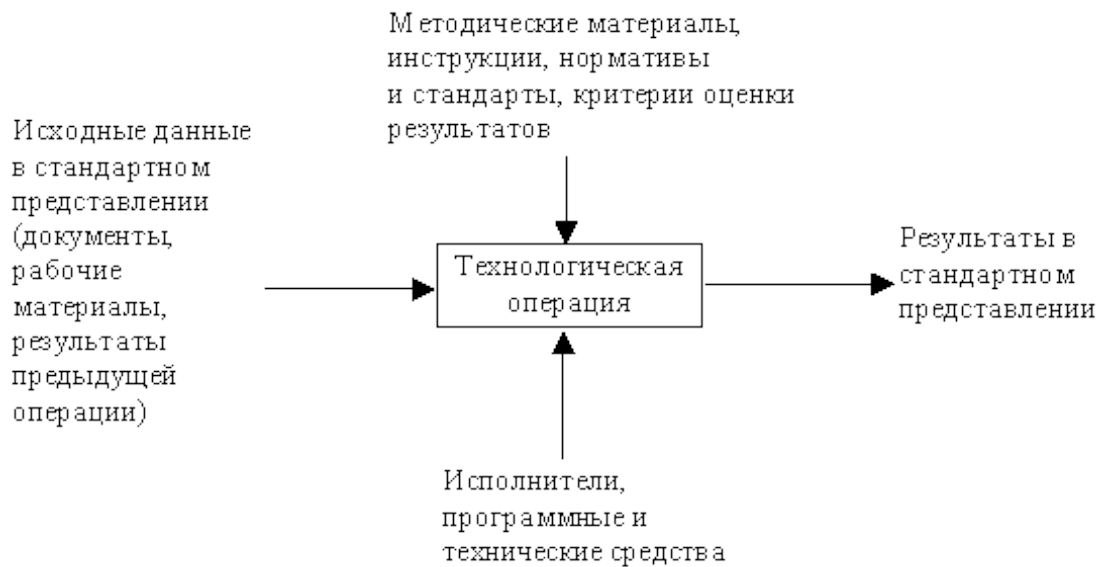 Методические материалы,
инструкции, нормативы
и стандарты, критерии оценки
результатов
Исходные данные
в стандартном
представлении
(документы,
рабочие
материалы,
результаты
предыдущей
операции)
Технологическая
операция
Результаты в
стандартном
представлении
Исполнители,
программные и
технические средства